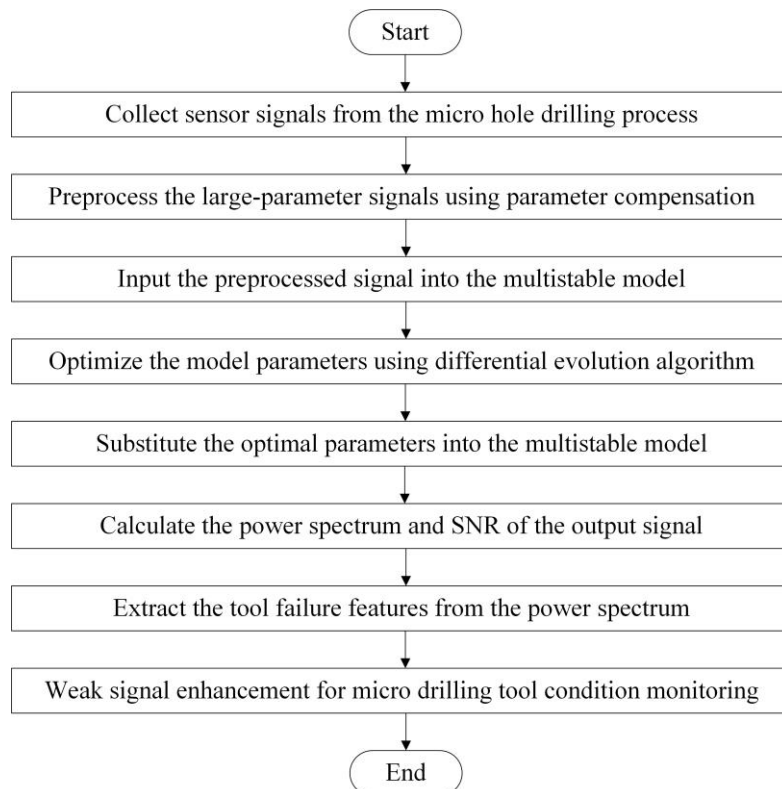 Start
Collect sensor signals from the micro hole drilling process
Preprocess the large-parameter signals using parameter compensation
Input the preprocessed signal into the multistable model
Optimize the model parameters using differential evolution algorithm
Substitute the optimal parameters into the multistable model
Calculate the power spectrum and SNR of the output signal
Extract the tool failure features from the power spectrum
Weak signal enhancement for micro drilling tool condition monitoring
End